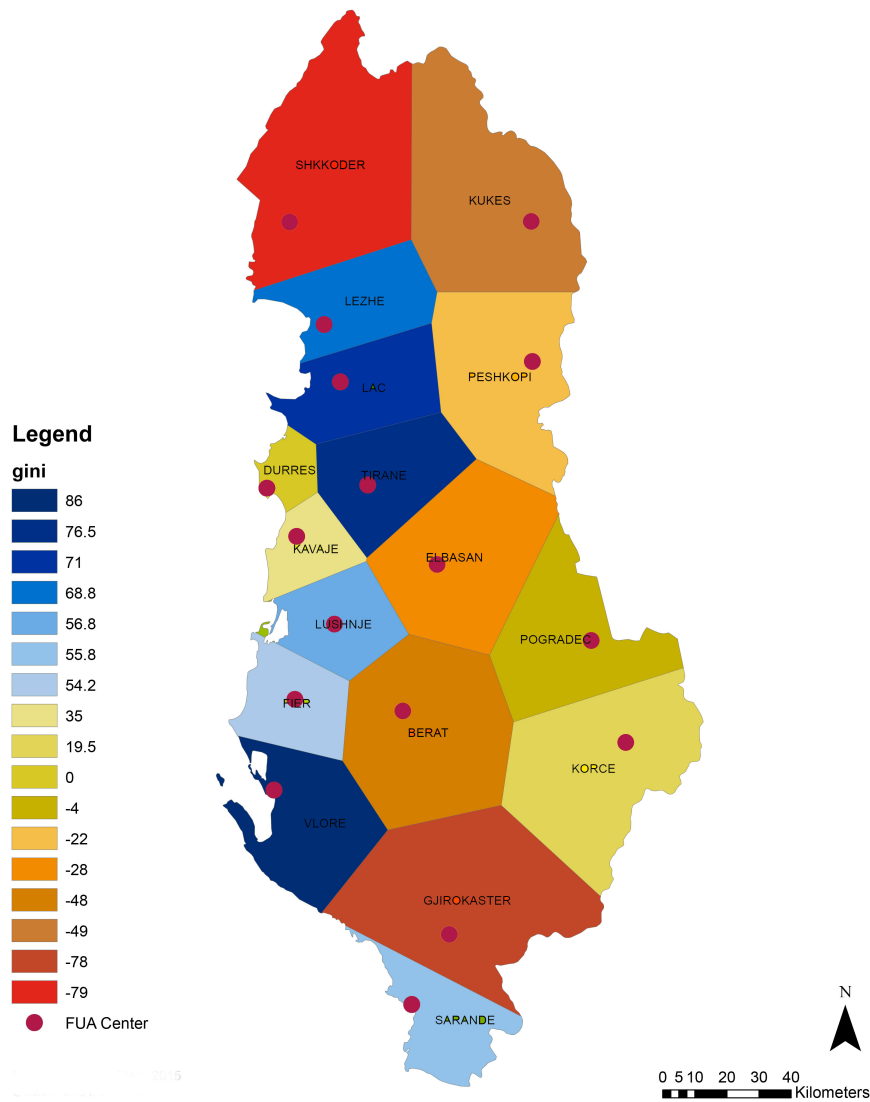 SHKKODER
KUKES
LEZHE
PESHKOPI
LAC
DURRES
TIRANE
KAVAJE
ELBASAN
LUSHNJE
POGRADEC
FIER
BERAT
KORCE
VLORE
GJIROKASTER
SARANDE
Legend
gini
86
76.5
71
68.8
56.8
55.8
54.2
35
19.5
0
-4
-22
-28
-48
-49
-78
-79
FUA Center
N
0 5 10 20 30 40
Kilometers